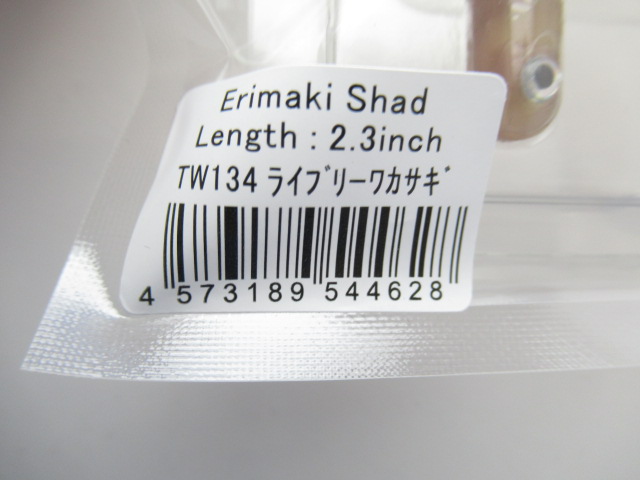 Erimaki Shad
Length : 2.3inch
TW134 ﾗｲﾌﾞﾘｰﾜｶｻｷﾞ
4 573189 544628